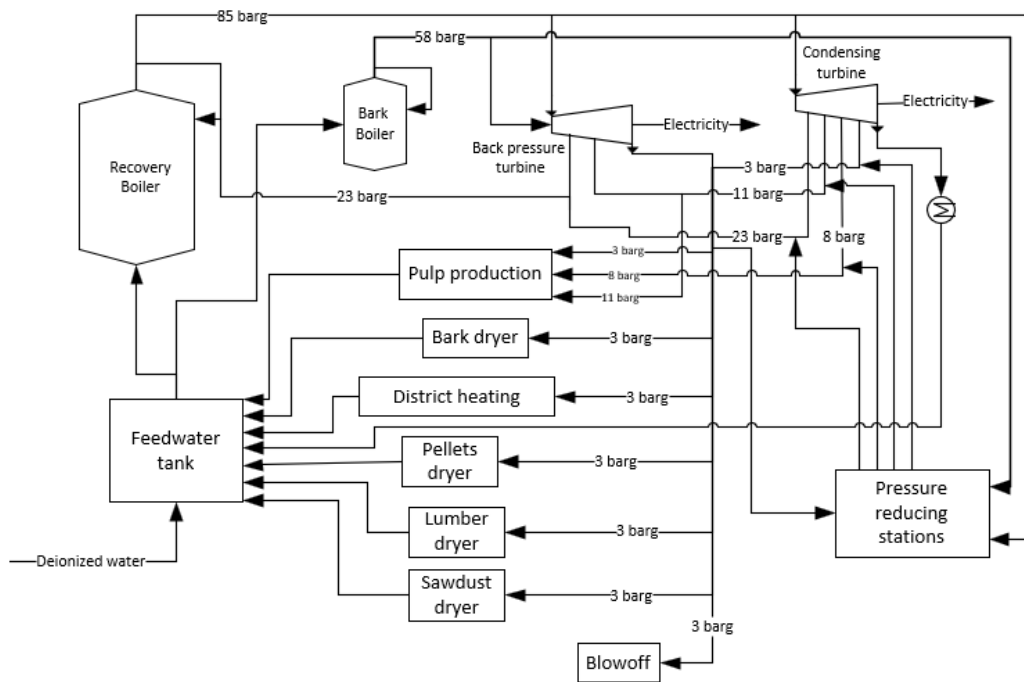 85 barg
58 barg
Condensing
turbine
Bark
Boiler
Electricity
Electricity
Back pressure
turbine
Recovery
Boiler
3 barg
11 barg
23 barg
23 barg
8 barg
3 barg
Pulp production
8 barg
11 barg
Bark dryer
3 barg
District heating
3 barg
Feedwater
tank
Pellets
dryer
3 barg
Pressure
reducing
stations
Lumber
dryer
3 barg
Deionized water
Sawdust
dryer
3 barg
3 barg
Blowoff
M